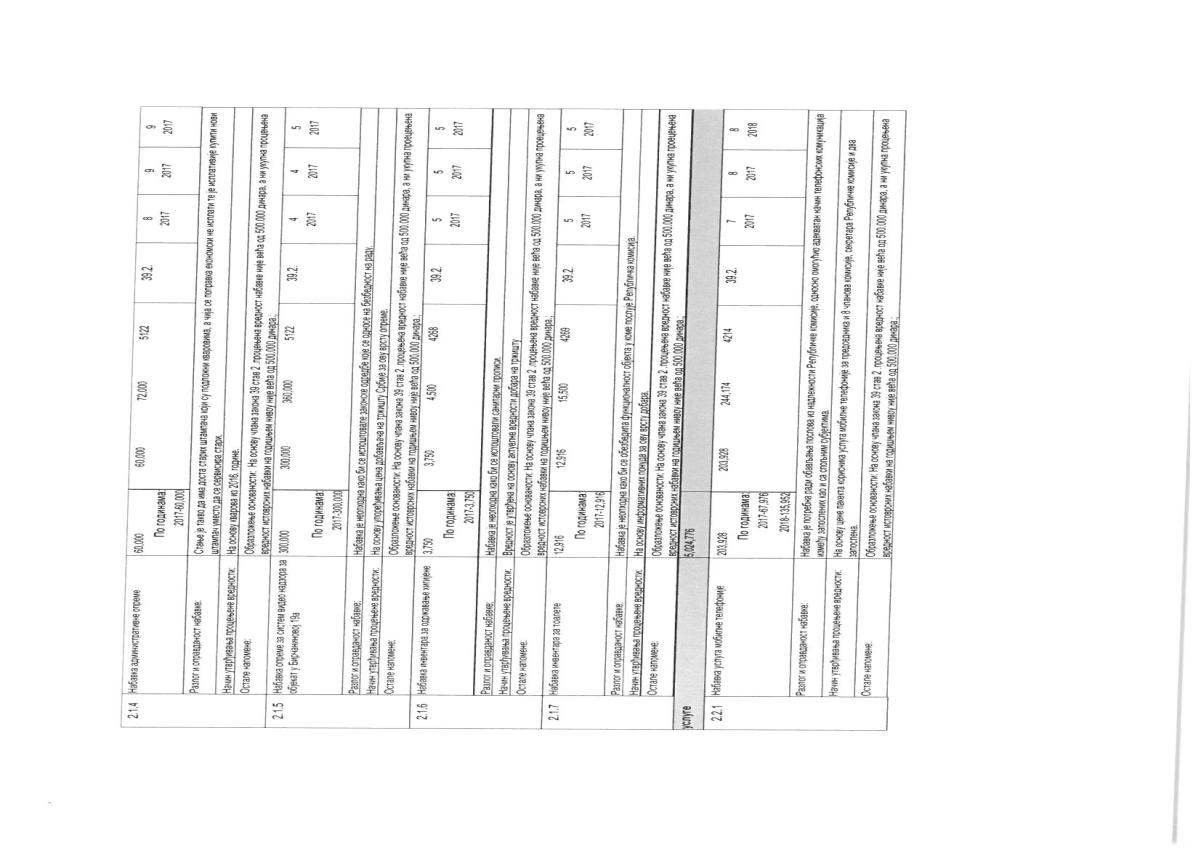 2.1.4 Набавка административне опреме 60,000 60,000 72,000 5122 39.2. 8 9 9
По годинама: 2017 2017 2017
2017-60,000
Разлог и оправданост набавке: Стање је такво да има доста старих штампача који су подложни кваровима, а чија се поправка економски не исплати те је исплативије купити нови
штампач уместо да се сервисира стари.
Начин утврђивања процењене вредности: На основу кварова из 2016. године.
Остале напомене: Образложење основаности: На основу члана закона 39 став 2. процењена вредност набавке није већа од 500.000 динара, а ни укупна процењена
вредност истоврсних набавки на годишњем нивоу није већа од 500.000 динара.;
2.1.5 Набавка опреме за систем видео надзора за 300,000 300,000 360,000 5122 39.2. 4 4 5
објекат у Бирчаниновој 19а 2017 2017 2017
По годинама:
2017-300,000
Разлог и оправданост набавке: Набавка је неопходна како би се испоштовале законске одредбе које се односе на безбедност на раду.
Начин утврђивања процењене вредности: На основу упоређивања цена добављача на тржишту Србије за ову врсту опреме.
Остале напомене: Образложење основаности: На основу члана закона 39 став 2. процењена вредност набавке није већа од 500.000 динара, а ни укупна процењена
вредност истоврсних набавки на годишњем нивоу није већа од 500.000 динара.;
2.1.6 Набавка инвентара за одржавање хигијене 3,750 3,750 4,500 4268 39.2. 5 5 5
По годинама: 2017 2017 2017
2017-3,750
Разлог и оправданост набавке: Набавка је неопходна како би се испоштовали санитарни прописи.
Начин утврђивања процењене вредности: Вредност је утврђена на основу актуелне вредности добара на тржишту
Остале напомене: Образложење основаности: На основу члана закона 39 став 2. процењена вредност набавке није већа од 500.000 динара, а ни укупна процењена
вредност истоврсних набавки на годишњем нивоу није већа од 500.000 динара.;
2.1.7 Набавка инвентара за тоалете 12,916 12,916 15,500 4269 39.2. 5 5 5
По годинама: 2017 2017 2017
2017-12,916
Разлог и оправданост набавке: Набавка је неопходна како би се обезбедила функционалност објекта у коме послује Републичка комисија.
Начин утврђивања процењене вредности: На основу информативних понуда за ову врсту добара.
Остале напомене: Образложење основаности: На основу члана закона 39 став 2. процењена вредност набавке није већа од 500.000 динара, а ни укупна процењена
вредност истоврсних набавки на годишњем нивоу није већа од 500.000 динара.;
услуге 5,024,776
2.2.1 Набавка услуга мобилне телефоније 203,928 203,928 244,174 4214 39.2. 7 8 8
По годинама: 2017 2017 2018
2017-67,976
2018-135,952
Разлог и оправданост набавке: Набавка је потребна ради обављања послова из надлежности Републичке комисије, односно омогућио адекватан начин телефонских комуникација
између запослених као и са спољним субјектима.
Начин утврђивања процењене вредности: На основу цене пакета корисника услуга мобилне телефоније за председника и 8 чланова комисије, секретара Републичке комисије и два
запослена.
Остале напомене: Образложење основаности: На основу члана закона 39 став 2. процењена вредност набавке није већа од 500.000 динара, а ни укупна процењена
вредност истоврсних набавки на годишњем нивоу није већа од 500.000 динара.;